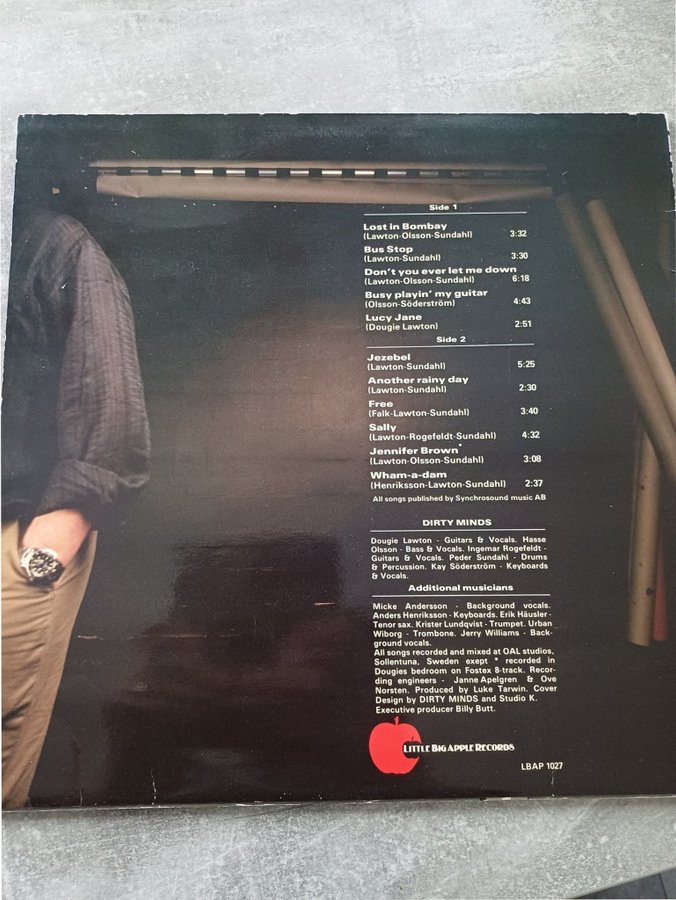 Side 1
Lost in Bombay
(Lawton-Olsson-Sundahl) 3:32
Bus Stop
(Lawton-Sundahl) 3:30
Don't you ever let me down
(Lawton-Olsson-Sundahl) 6:18
Busy playin' my guitar
(Olsson-Söderström) 4:43
Lucy Jane
(Dougie Lawton) 2:51
Side 2
Jezebel
(Lawton-Sundahl) 5:25
Another rainy day
(Lawton-Sundahl) 2:30
Free
(Falk-Lawton-Sundahl) 3:40
Sally
(Lawton-Rogefeldt-Sundahl) 4:32
Jennifer Brown*
(Lawton-Olsson-Sundahl) 3:08
Wham-a-dam
(Henriksson-Lawton-Sundahl) 2:37
All songs published by Synchrosound music AB
DIRTY MINDS
Dougie Lawton - Guitars & Vocals. Hasse
Olsson - Bass & Vocals. Ingemar Rogefeldt -
Guitars & Vocals. Peder Sundahl - Drums
& Percussion. Kay Söderström - Keyboards
& Vocals.
Additional musicians
Micke Andersson - Background vocals.
Anders Henriksson - Keyboards. Erik Häusler -
Tenor sax. Krister Lundqvist - Trumpet. Urban
Wiborg - Trombone. Jerry Williams - Back-
ground vocals.
All songs recorded and mixed at OAL studios,
Sollentuna, Sweden exept * recorded in
Dougies bedroom on Fostex 8-track. Recor-
ding engineers - Janne Apelgren & Ove
Norsten. Produced by Luke Tarwin. Cover
Design by DIRTY MINDS and Studio K.
Executive producer Billy Butt.
LITTLE BIG APPLE RECORDS
LBAP 1027